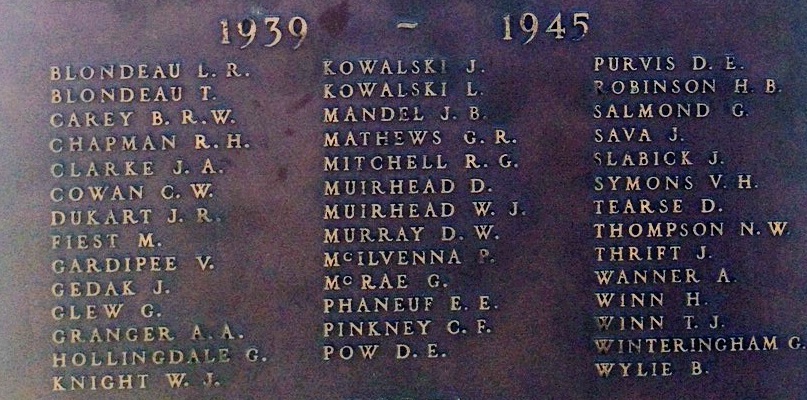 1939 - 1945
BLONDEAU L. R.
BLONDEAU T.
CAREY B. R. W.
CHAPMAN R. H.
CLARKE J. A.
COWAN C. W.
DUKART J. R.
FIEST M.
GARDIPEE V.
GEDAK J.
GLEW G.
GRANGER A. A.
HOLLINGDALE G.
KNIGHT W. J.
KOWALSKI J.
KOWALSKI L.
MANDEL J. B.
MATHEWS G. R.
MITCHELL R. G.
MUIRHEAD D.
MUIRHEAD W. J.
MURRAY D. W.
McILVENNA P.
McRAE G.
PHANEUF E. E.
PINKNEY C. F.
POW D. E.
PURVIS D. E.
ROBINSON H. B.
SALMOND G.
SAVA J.
SLABICK J.
SYMONS V. H.
TEARSE D.
THOMPSON N. W.
THRIFT J.
WANNER A.
WINN H.
WINN T. J.
WINTERINGHAM G.
WYLIE B.